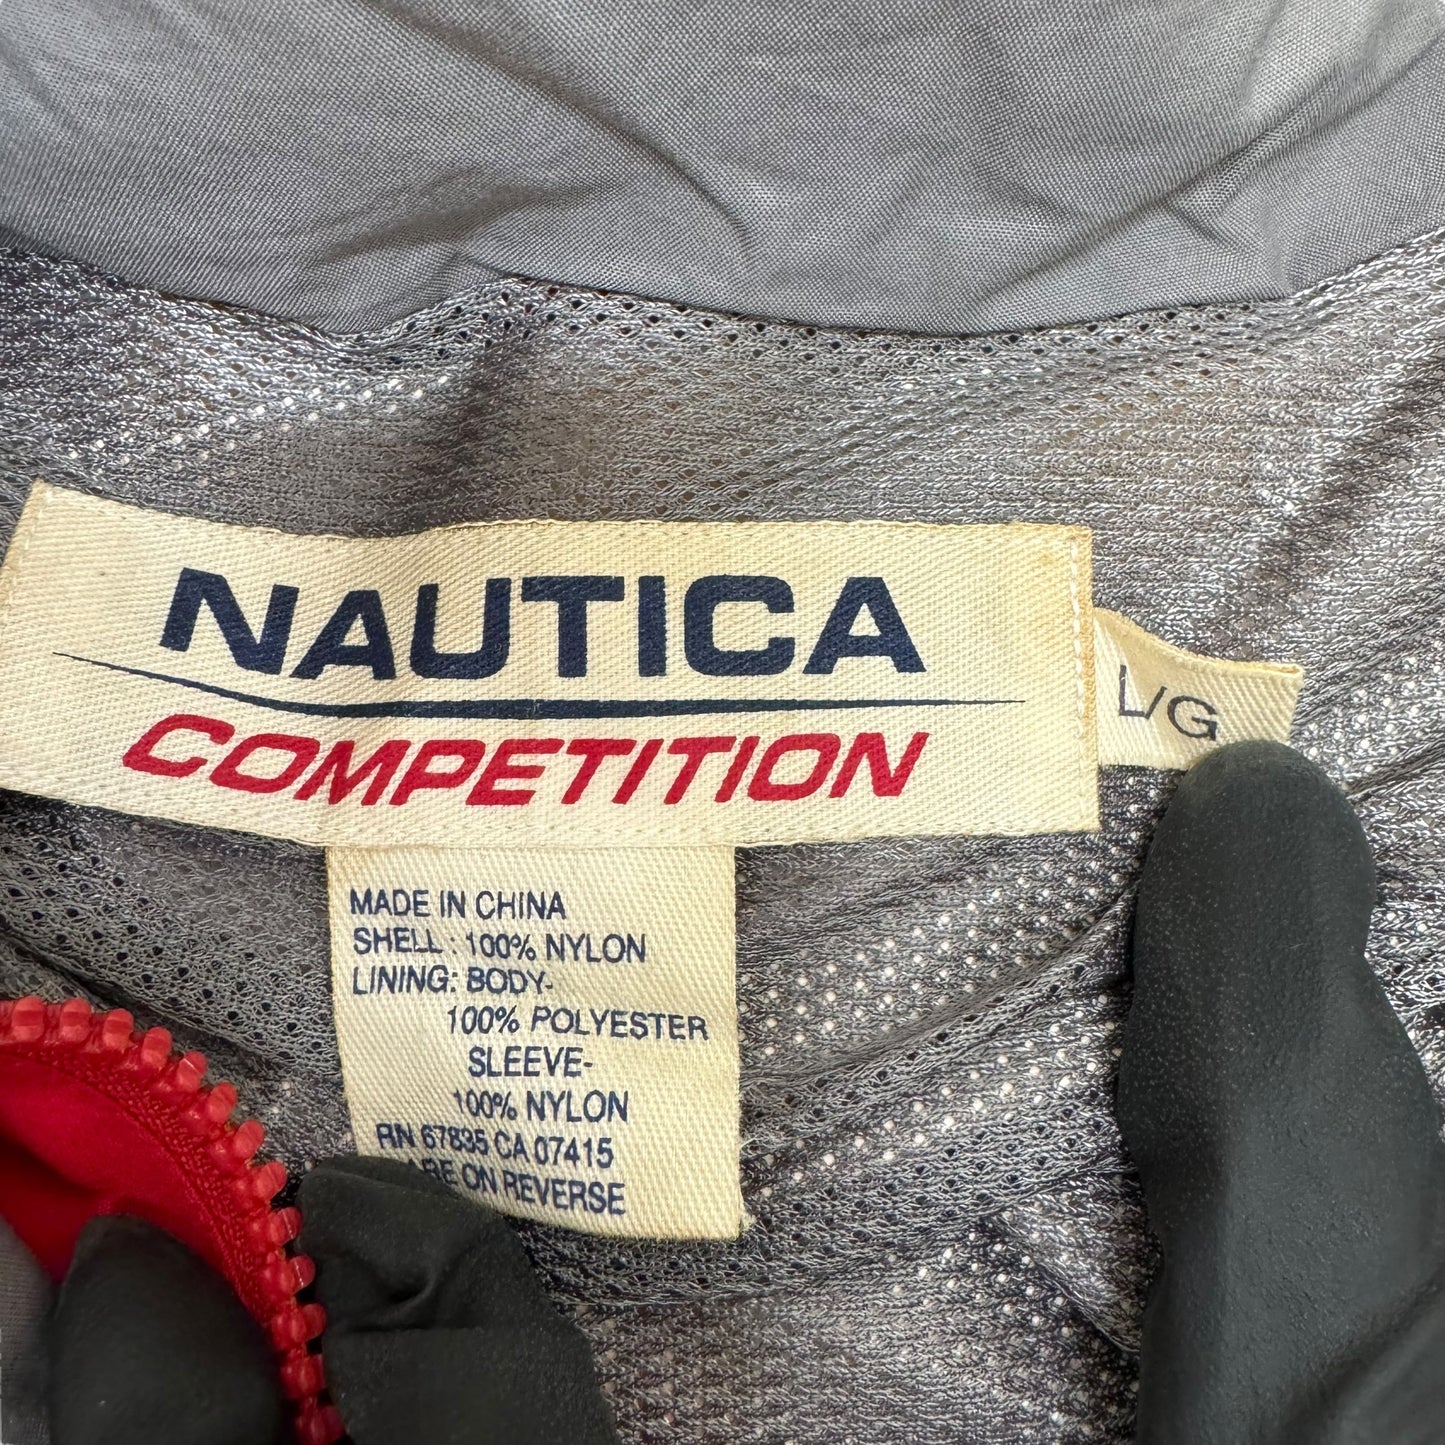 NAUTICA
COMPETITION
L/G
MADE IN CHINA
SHELL: 100% NYLON
LINING: BODY-
100% POLYESTER
SLEEVE-
100% NYLON
RN 67835 CA 07415
ON REVERSE